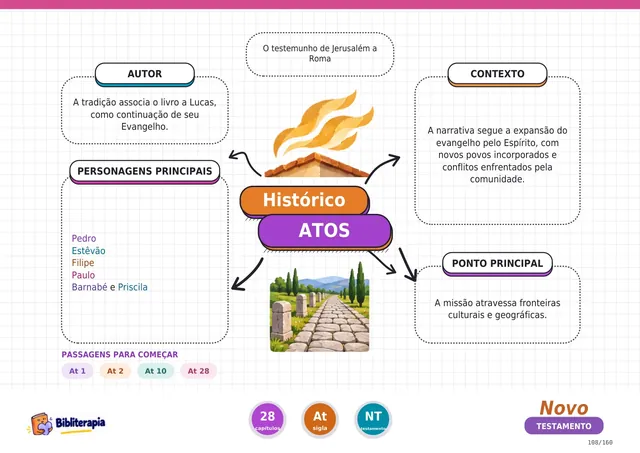 O testemunho de Jerusalém a
Roma
AUTOR
A tradição associa o livro a Lucas,
como continuação de seu
Evangelho.
CONTEXTO
A narrativa segue a expansão do
evangelho pelo Espírito, com
novos povos incorporados e
conflitos enfrentados pela
comunidade.
PERSONAGENS PRINCIPAIS
Pedro
Estêvão
Filipe
Paulo
Barnabé e Priscila
Histórico
ATOS
PONTO PRINCIPAL
A missão atravessa fronteiras
culturais e geográficas.
PASSAGENS PARA COMEÇAR
At 1
At 2
At 10
At 28
Bibliterapia
28
capítulos
At
sigla
NT
testamento
Novo
TESTAMENTO
108/160